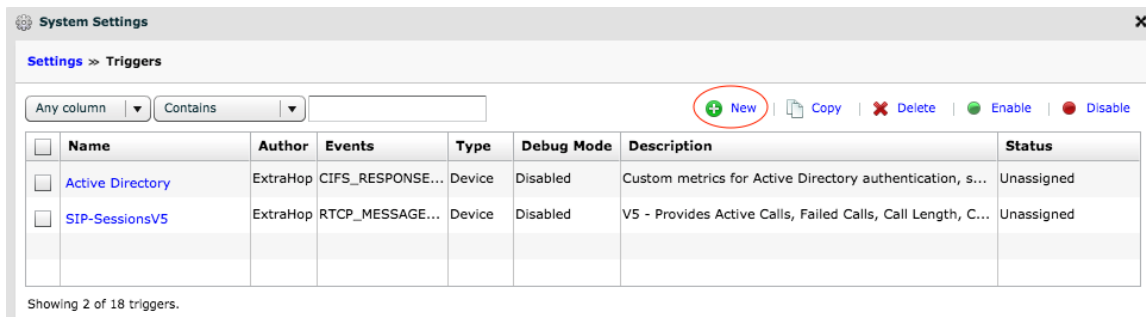 System Settings
Settings » Triggers
Any column Contains New | Copy | Delete | Enable | Disable
Name Author Events Type Debug Mode Description Status
Active Directory ExtraHop CIFS_RESPONSE... Device Disabled Custom metrics for Active Directory authentication, s... Unassigned
SIP-SessionsV5 ExtraHop RTCP_MESSAGE... Device Disabled V5 - Provides Active Calls, Failed Calls, Call Length, C... Unassigned
Showing 2 of 18 triggers.